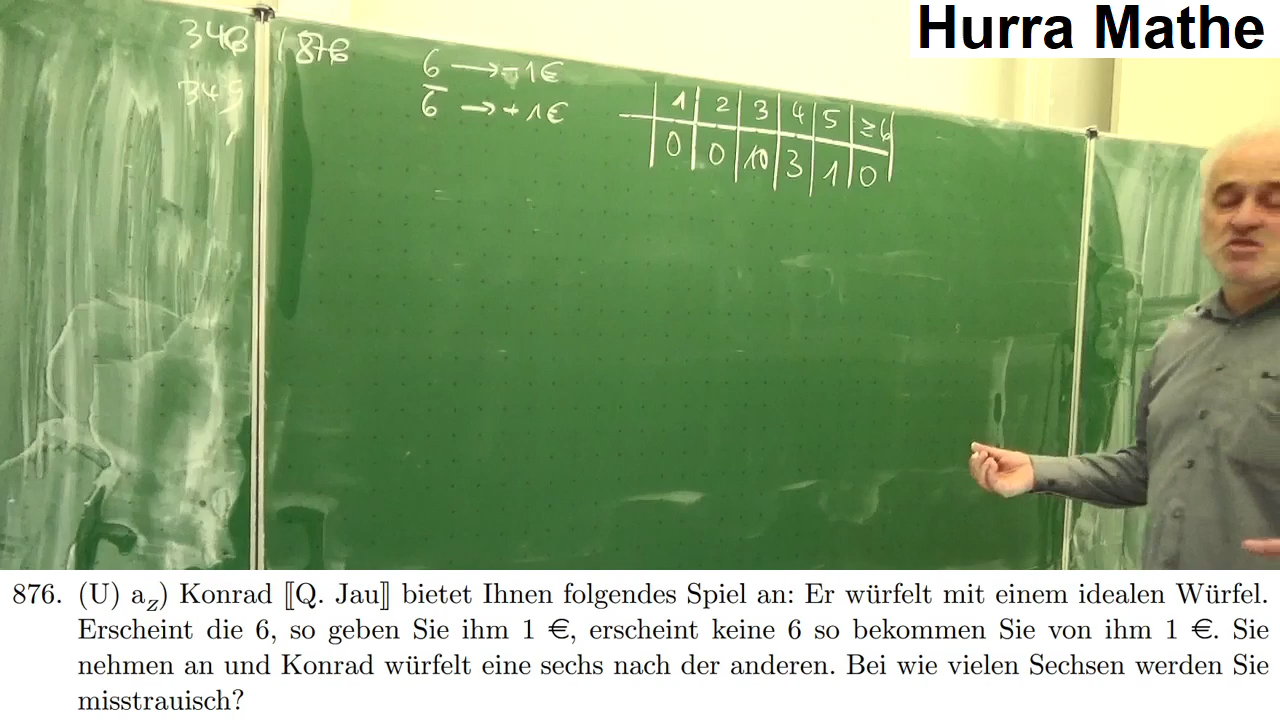 Hurra Mathe
346
345
876
6 → -1€
6̅ → +1€
1 2 3 4 5 ≥6
0 0 10 3 1 0
876. (U) a_z) Konrad ⟦Q. Jau⟧ bietet Ihnen folgendes Spiel an: Er würfelt mit einem idealen Würfel.
Erscheint die 6, so geben Sie ihm 1 €, erscheint keine 6 so bekommen Sie von ihm 1 €. Sie
nehmen an und Konrad würfelt eine sechs nach der anderen. Bei wie vielen Sechsen werden Sie
misstrauisch?